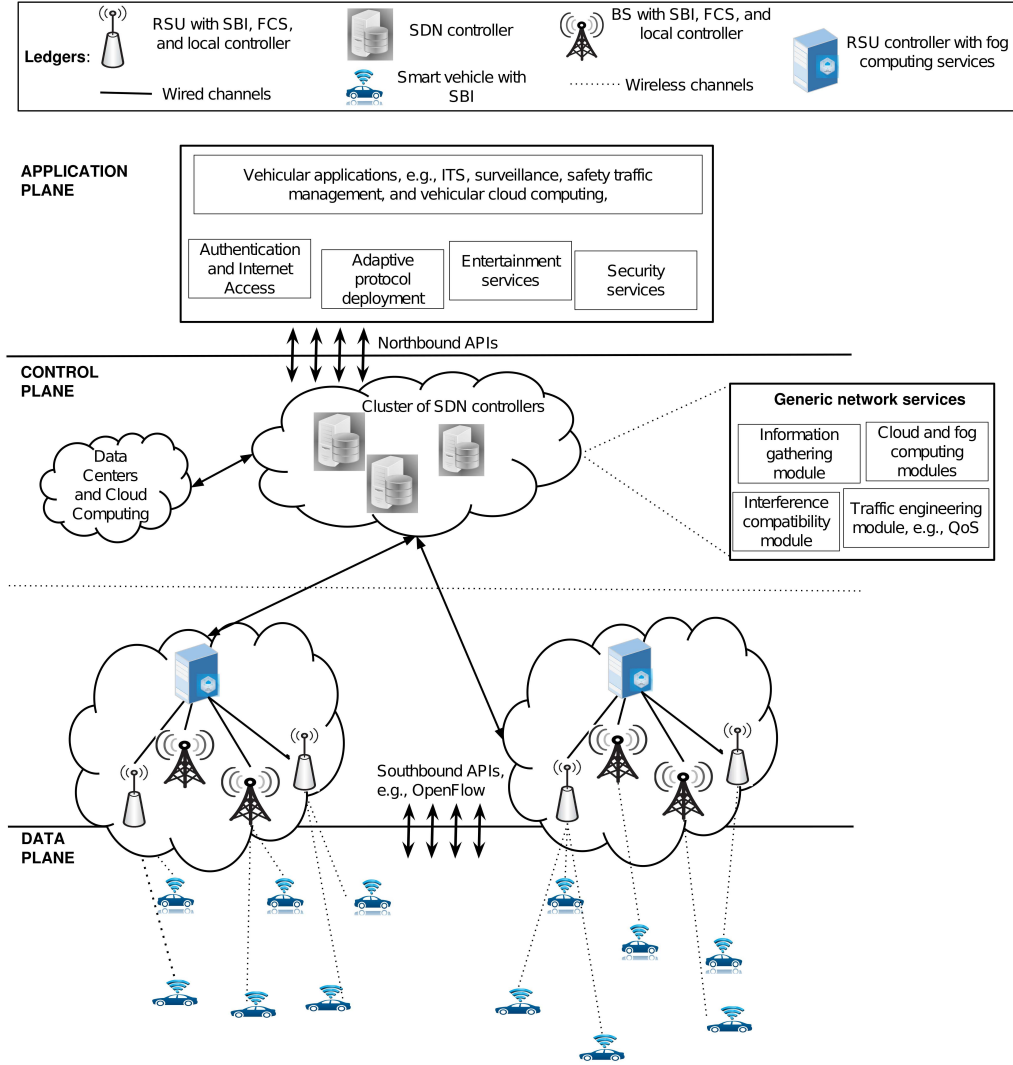 Ledgers:
RSU with SBI, FCS,
and local controller
SDN controller
BS with SBI, FCS, and
local controller
RSU controller with fog
computing services
Wired channels
Smart vehicle with
SBI
Wireless channels
APPLICATION
PLANE
Vehicular applications, e.g., ITS, surveillance, safety traffic
management, and vehicular cloud computing,
Authentication
and Internet
Access
Adaptive
protocol
deployment
Entertainment
services
Security
services
Northbound APIs
CONTROL
PLANE
Cluster of SDN controllers
Data
Centers
and Cloud
Computing
Generic network services
Information
gathering
module
Cloud and fog
computing
modules
Interference
compatibility
module
Traffic engineering
module, e.g., QoS
Southbound APIs,
e.g., OpenFlow
DATA
PLANE